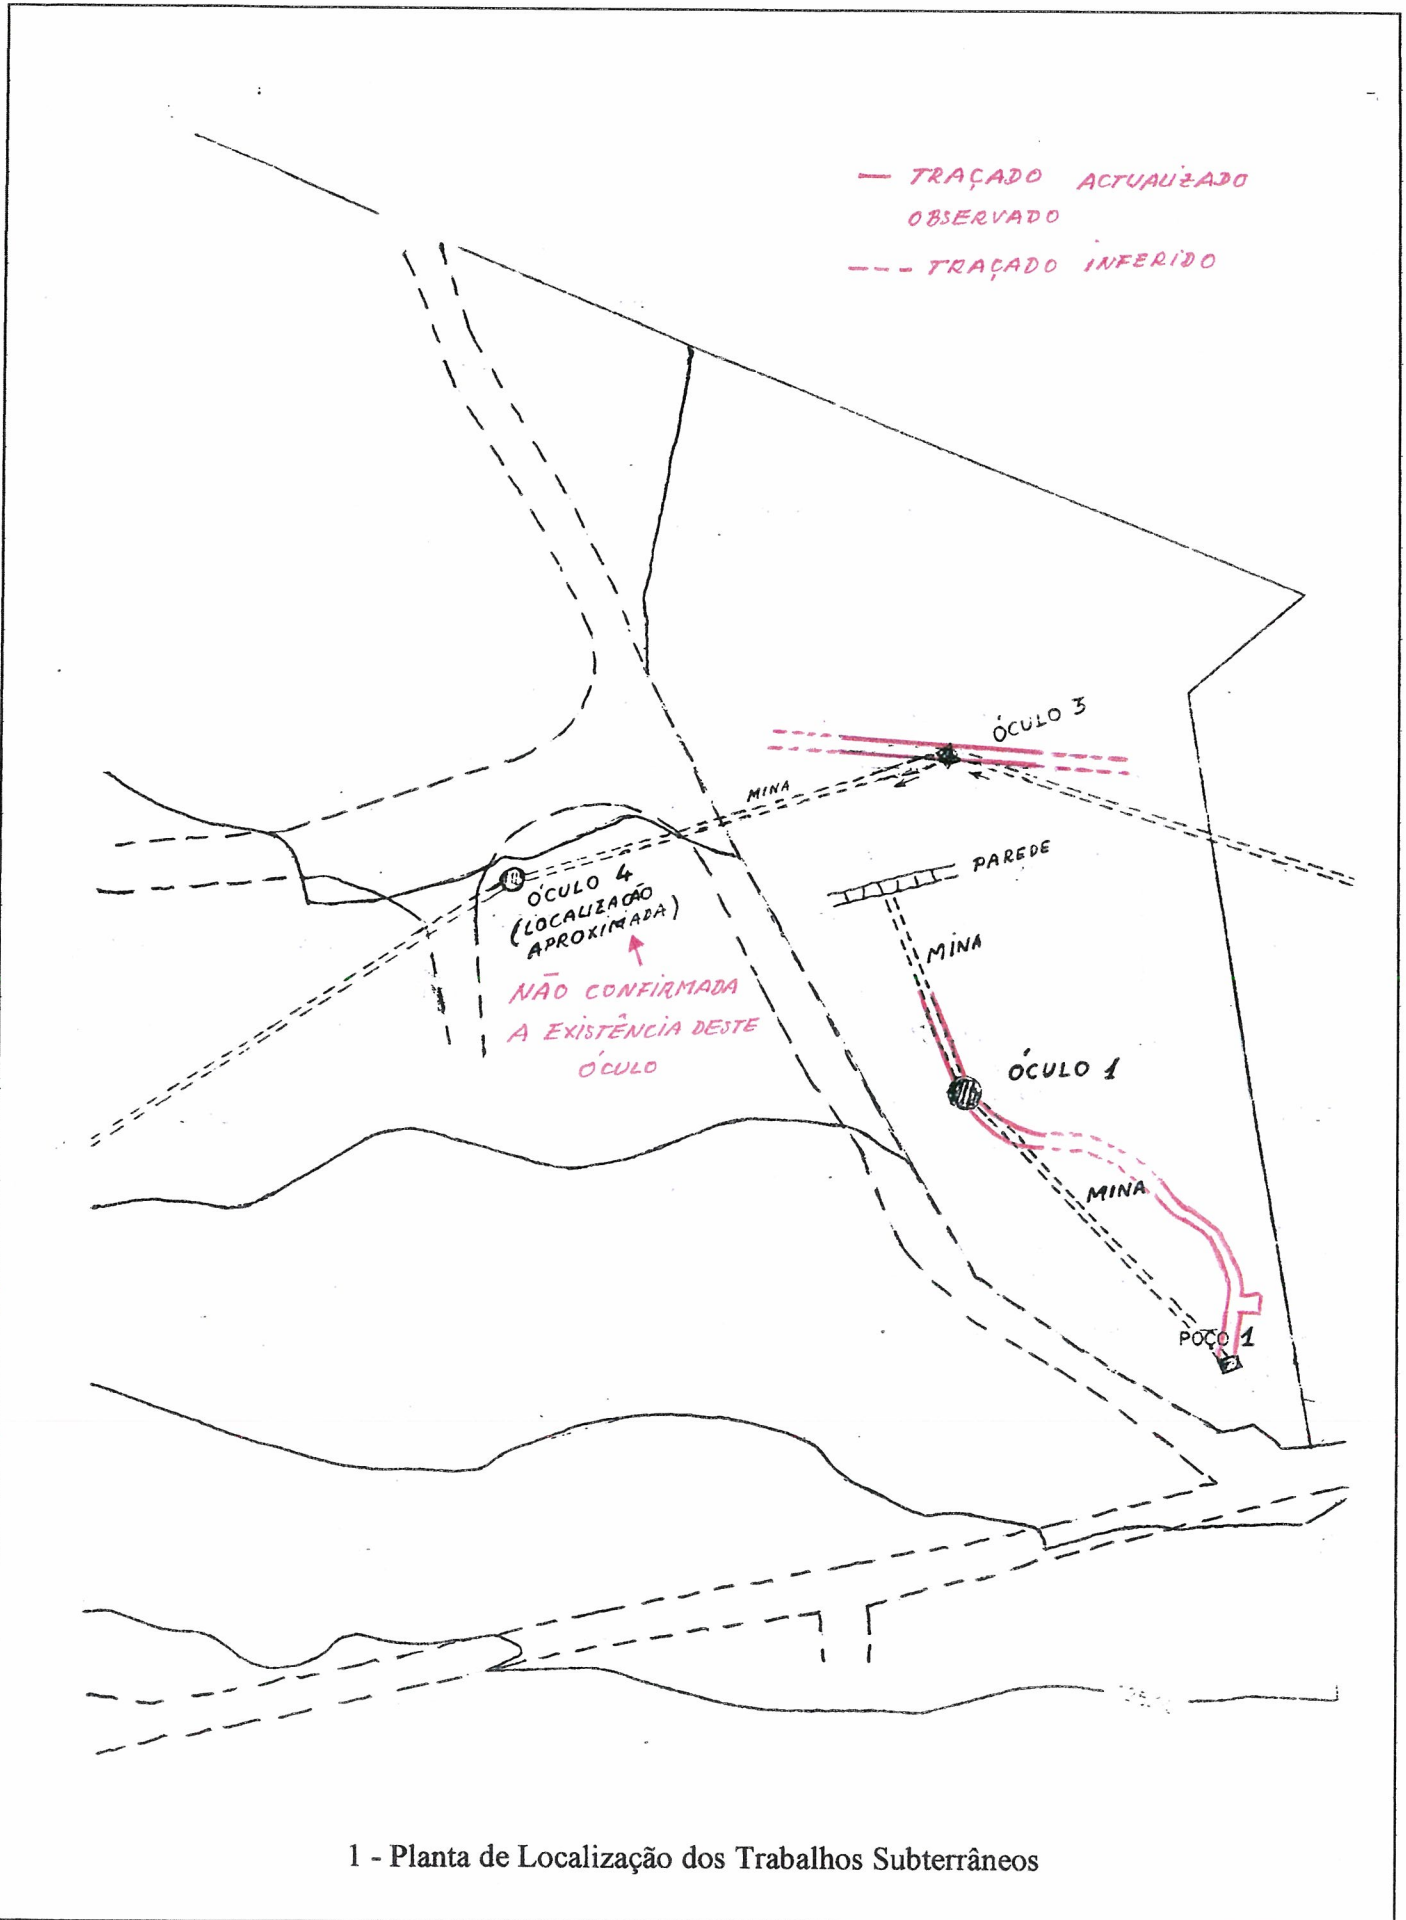 — TRAÇADO ACTUALIZADO
OBSERVADO
--- TRAÇADO INFERIDO
ÓCULO 3
MINA
PAREDE
ÓCULO 4
(LOCALIZAÇÃO
APROXIMADA)
MINA
NÃO CONFIRMADA
A EXISTÊNCIA DESTE
ÓCULO
ÓCULO 1
MINA
POÇO 1
1 - Planta de Localização dos Trabalhos Subterrâneos